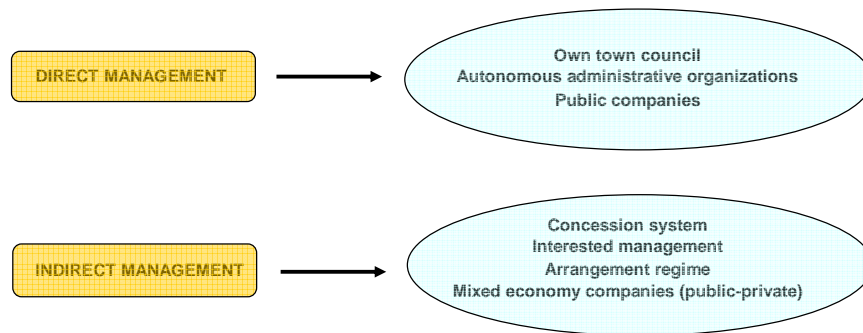 DIRECT MANAGEMENT
Own town council
Autonomous administrative organizations
Public companies
INDIRECT MANAGEMENT
Concession system
Interested management
Arrangement regime
Mixed economy companies (public-private)